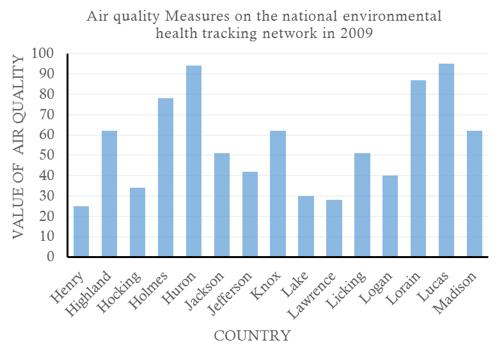 Air quality Measures on the national environmental
health tracking network in 2009
VALUE OF AIR QUALITY
100
90
80
70
60
50
40
30
20
10
0
Henry
Highland
Hocking
Holmes
Huron
Jackson
Jefferson
Knox
Lake
Lawrence
Licking
Logan
Lorain
Lucas
Madison
COUNTRY